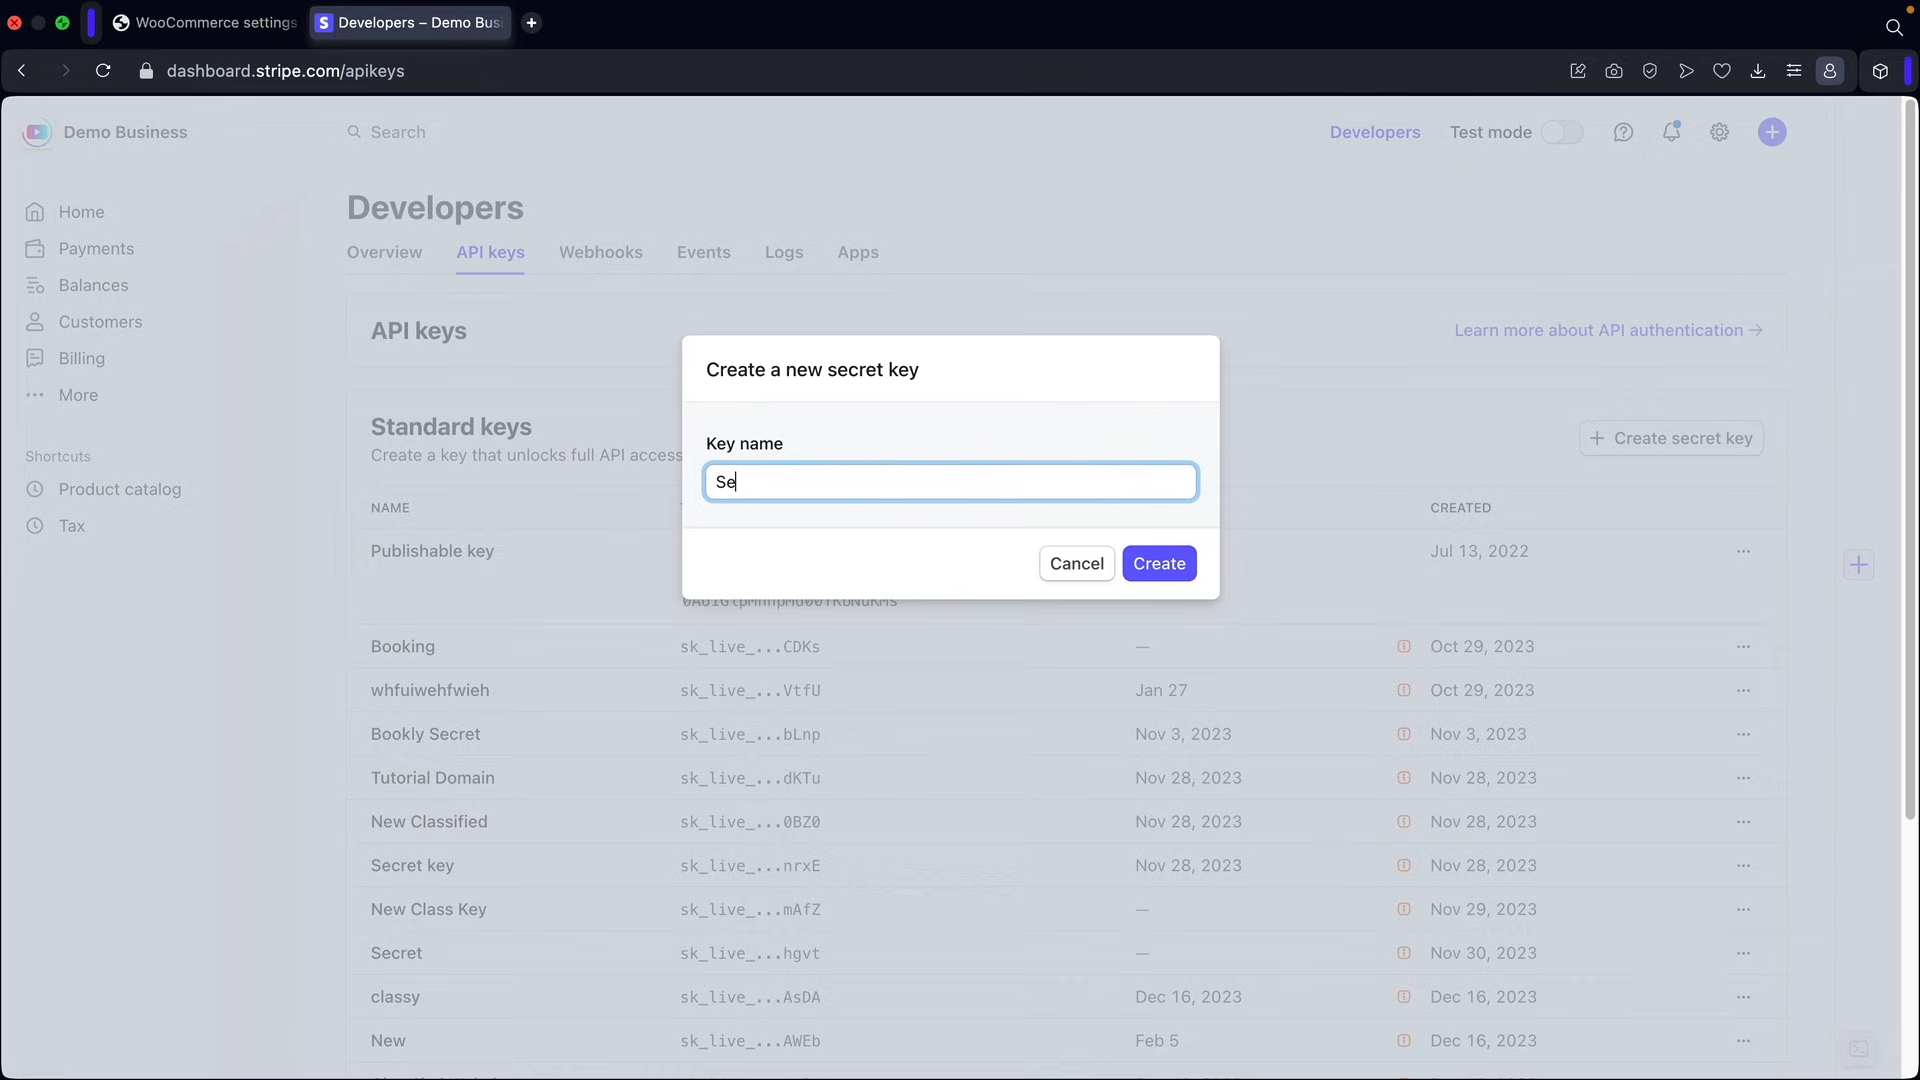 WooCommerce settings
Developers – Demo Busi
dashboard.stripe.com/apikeys
Demo Business
Search
Developers
Test mode
Home
Payments
Balances
Customers
Billing
More
Shortcuts
Product catalog
Tax
Developers
Overview
API keys
Webhooks
Events
Logs
Apps
API keys
Learn more about API authentication →
Standard keys
Create a key that unlocks full API access
+ Create secret key
NAME
CREATED
Publishable key
Jul 13, 2022
Create a new secret key
Key name
Se
Cancel
Create
Booking sk_live_...CDKs — Oct 29, 2023
whfuiwehfwieh sk_live_...VtfU Jan 27 Oct 29, 2023
Bookly Secret sk_live_...bLnp Nov 3, 2023 Nov 3, 2023
Tutorial Domain sk_live_...dKTu Nov 28, 2023 Nov 28, 2023
New Classified sk_live_...0BZ0 Nov 28, 2023 Nov 28, 2023
Secret key sk_live_...nrxE Nov 28, 2023 Nov 28, 2023
New Class Key sk_live_...mAfZ — Nov 29, 2023
Secret sk_live_...hgvt — Nov 30, 2023
classy sk_live_...AsDA Dec 16, 2023 Dec 16, 2023
New sk_live_...AWEb Feb 5 Dec 16, 2023